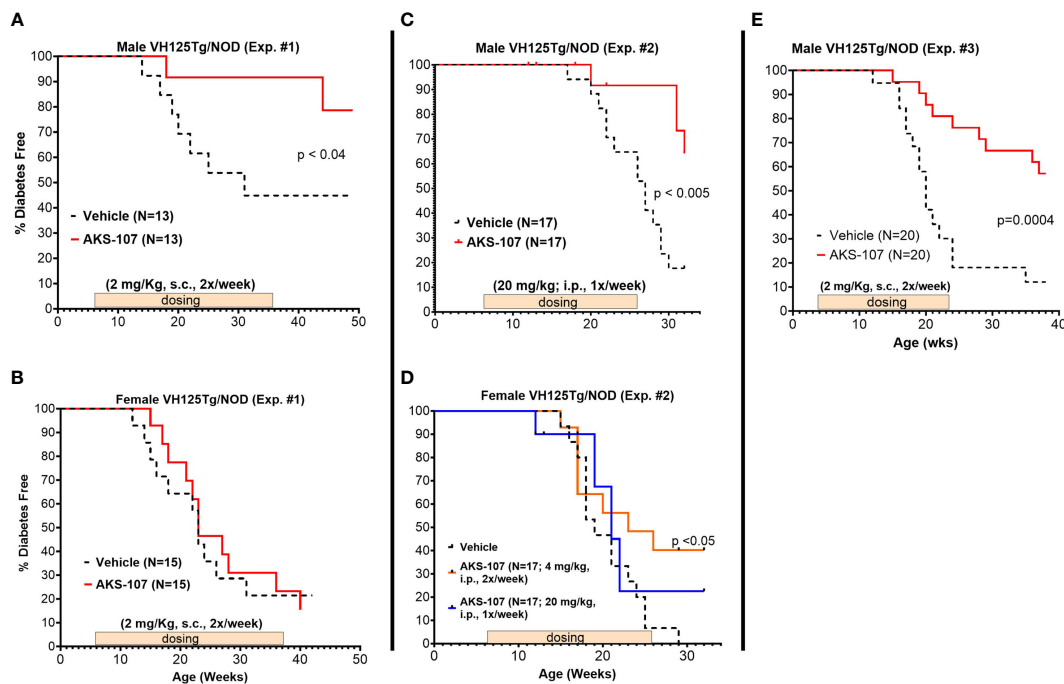 A
Male VH125Tg/NOD (Exp. #1)
% Diabetes Free
100
90
80
70
60
50
40
30
20
10
0
p < 0.04
Vehicle (N=13)
AKS-107 (N=13)
(2 mg/Kg, s.c., 2x/week)
dosing
0 10 20 30 40 50
B
Female VH125Tg/NOD (Exp. #1)
% Diabetes Free
100
90
80
70
60
50
40
30
20
10
0
Vehicle (N=15)
AKS-107 (N=15)
(2 mg/Kg, s.c., 2x/week)
dosing
0 10 20 30 40 50
Age (Weeks)
C
Male VH125Tg/NOD (Exp. #2)
100
90
80
70
60
50
40
30
20
10
0
p < 0.005
Vehicle (N=17)
AKS-107 (N=17)
(20 mg/kg; i.p., 1x/week)
dosing
0 10 20 30
D
Female VH125Tg/NOD (Exp. #2)
100
90
80
70
60
50
40
30
20
10
0
p <0.05
Vehicle
AKS-107 (N=17; 4 mg/kg,
i.p., 2x/week)
AKS-107 (N=17; 20 mg/kg,
i.p., 1x/week)
dosing
0 10 20 30
Age (Weeks)
E
Male VH125Tg/NOD (Exp. #3)
100
90
80
70
60
50
40
30
20
10
0
p=0.0004
Vehicle (N=20)
AKS-107 (N=20)
(2 mg/Kg, s.c., 2x/week)
dosing
0 10 20 30 40
Age (wks)